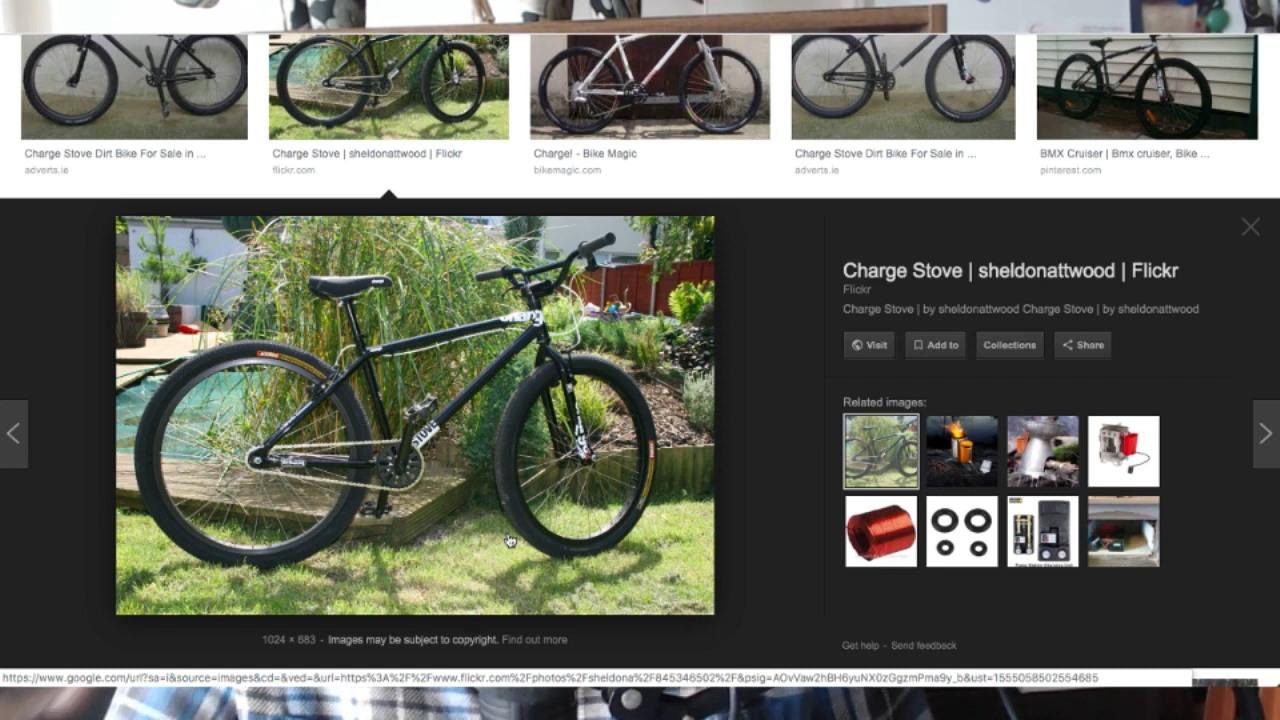 Charge Stove Dirt Bike For Sale in ...
adverts.ie
Charge Stove | sheldonattwood | Flickr
flickr.com
Charge! - Bike Magic
bikemagic.com
Charge Stove Dirt Bike For Sale in ...
adverts.ie
BMX Cruiser | Bmx cruiser, Bike ...
pinterest.com
STOVE
Charge Stove | sheldonattwood | Flickr
Flickr
Charge Stove | by sheldonattwood Charge Stove | by sheldonattwood
Visit
Add to
Collections
Share
Related images:
1024 × 683 - Images may be subject to copyright. Find out more
Get help - Send feedback
https://www.google.com/url?sa=i&source=images&cd=&ved=&url=https%3A%2F%2Fwww.flickr.com%2Fphotos%2Fsheldona%2F845346502%2F&psig=AOvVaw2hBH6yuNX0zGgzmPma9y_b&ust=1555058502554685